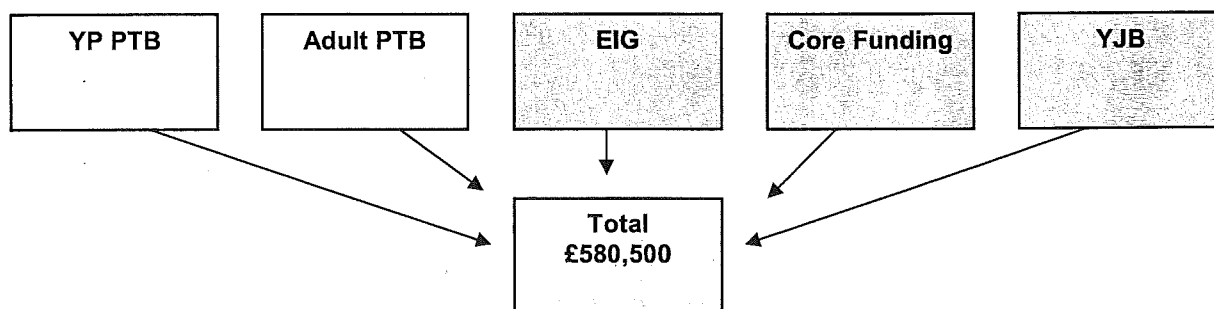 YP PTB
Adult PTB
EIG
Core Funding
YJB
Total
£580,500